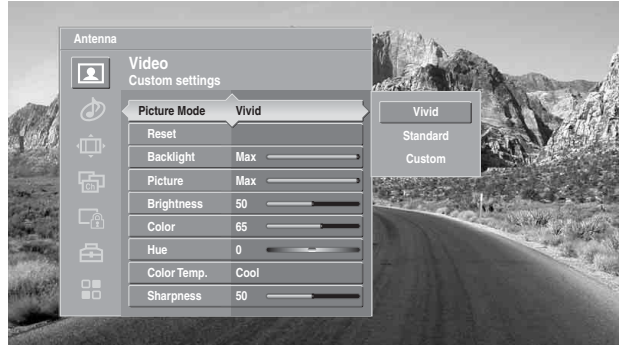 Antenna
Video
Custom settings
Picture Mode Vivid
Reset
Backlight Max
Picture Max
Brightness 50
Color 65
Hue 0
Color Temp. Cool
Sharpness 50
Vivid
Standard
Custom
Ch